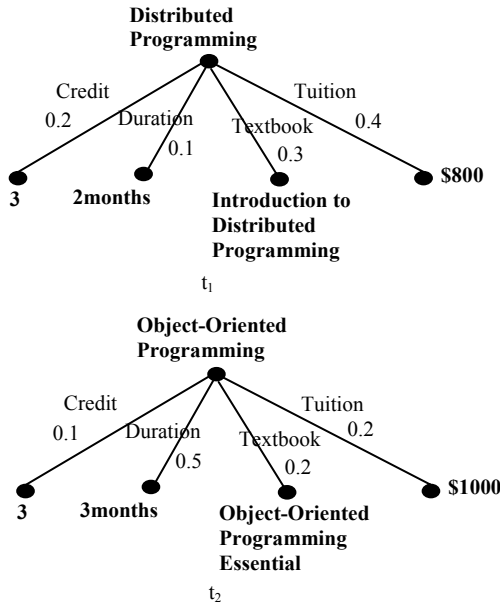 Distributed
Programming
Credit
Tuition
0.2
Duration
Textbook
0.4
0.1
0.3
3
2months
Introduction to
Distributed
Programming
$800
t1
Object-Oriented
Programming
Credit
Tuition
0.1
Duration
Textbook
0.2
0.5
0.2
3
3months
Object-Oriented
Programming
Essential
$1000
t2